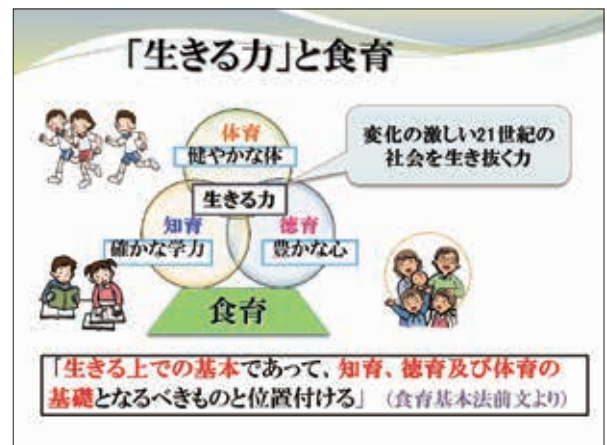 「生きる力」と食育
体育
健やかな体
変化の激しい21世紀の
社会を生き抜く力
生きる力
知育
確かな学力
徳育
豊かな心
食育
「生きる上での基本であって、知育、徳育及び体育の
基礎となるべきものと位置付ける」 (食育基本法前文より)